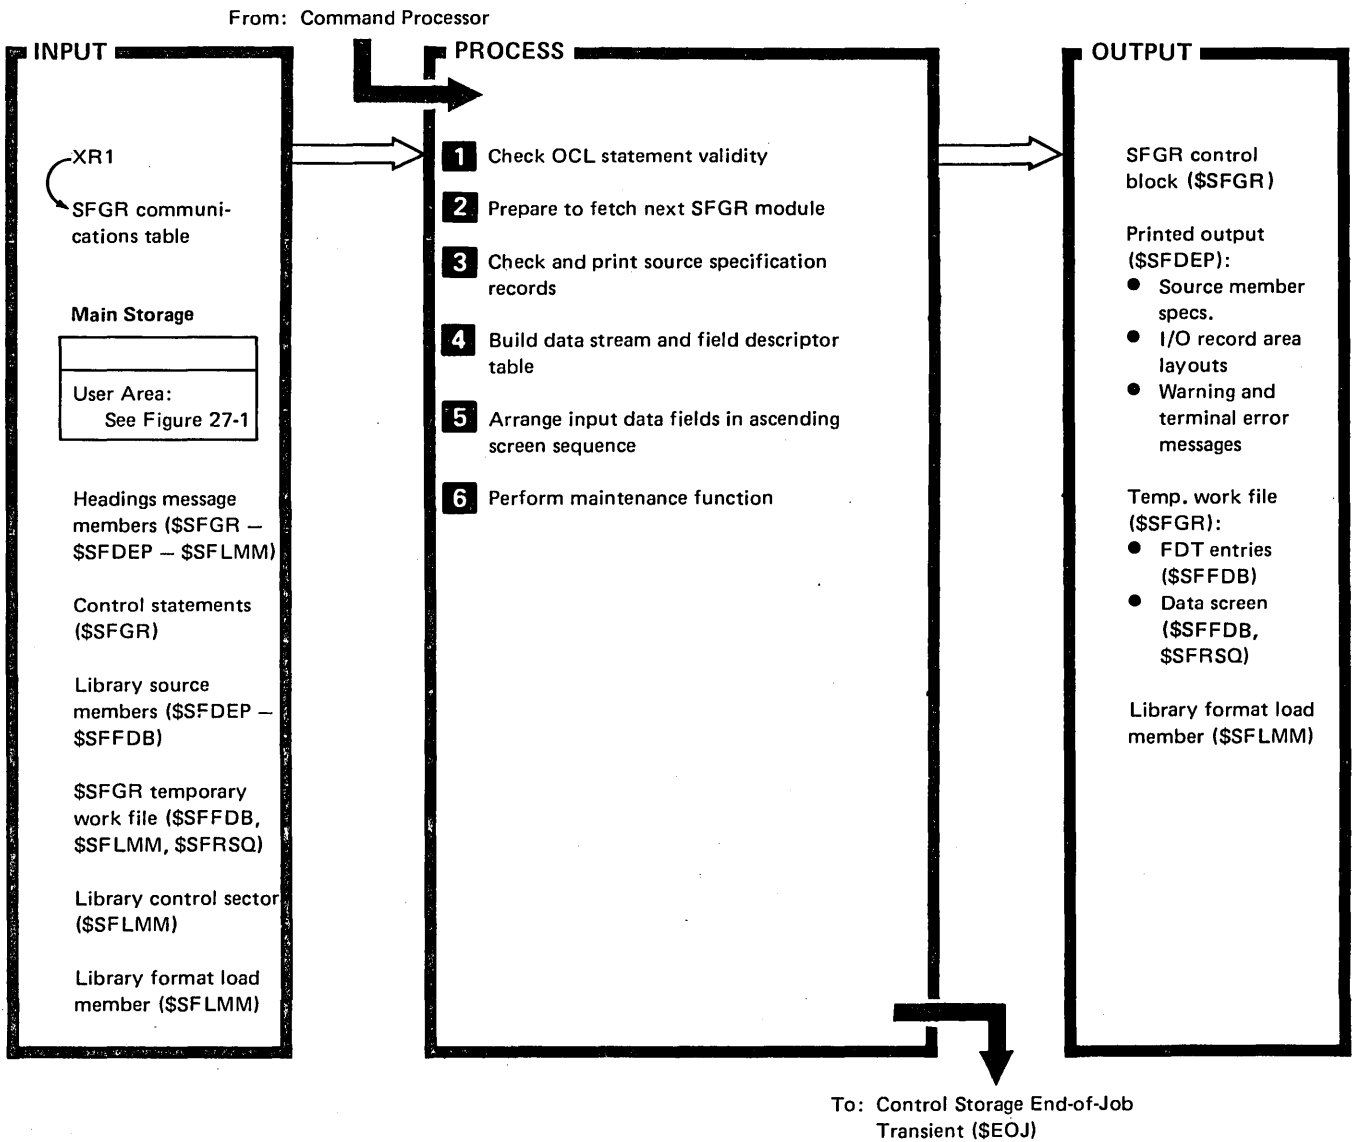 From: Command Processor
INPUT
XR1
SFGR communi-
cations table
Main Storage
User Area:
See Figure 27-1
Headings message
members ($SFGR –
$SFDEP – $SFLMM)
Control statements
($SFGR)
Library source
members ($SFDEP –
$SFFDB)
$SFGR temporary
work file ($SFFDB,
$SFLMM, $SFRSQ)
Library control sector
($SFLMM)
Library format load
member ($SFLMM)
PROCESS
1 Check OCL statement validity
2 Prepare to fetch next SFGR module
3 Check and print source specification
records
4 Build data stream and field descriptor
table
5 Arrange input data fields in ascending
screen sequence
6 Perform maintenance function
OUTPUT
SFGR control
block ($SFGR)
Printed output
($SFDEP):
● Source member
specs.
● I/O record area
layouts
● Warning and
terminal error
messages
Temp. work file
($SFGR):
● FDT entries
($SFFDB)
● Data screen
($SFFDB,
$SFRSQ)
Library format load
member ($SFLMM)
To: Control Storage End-of-Job
Transient ($EOJ)